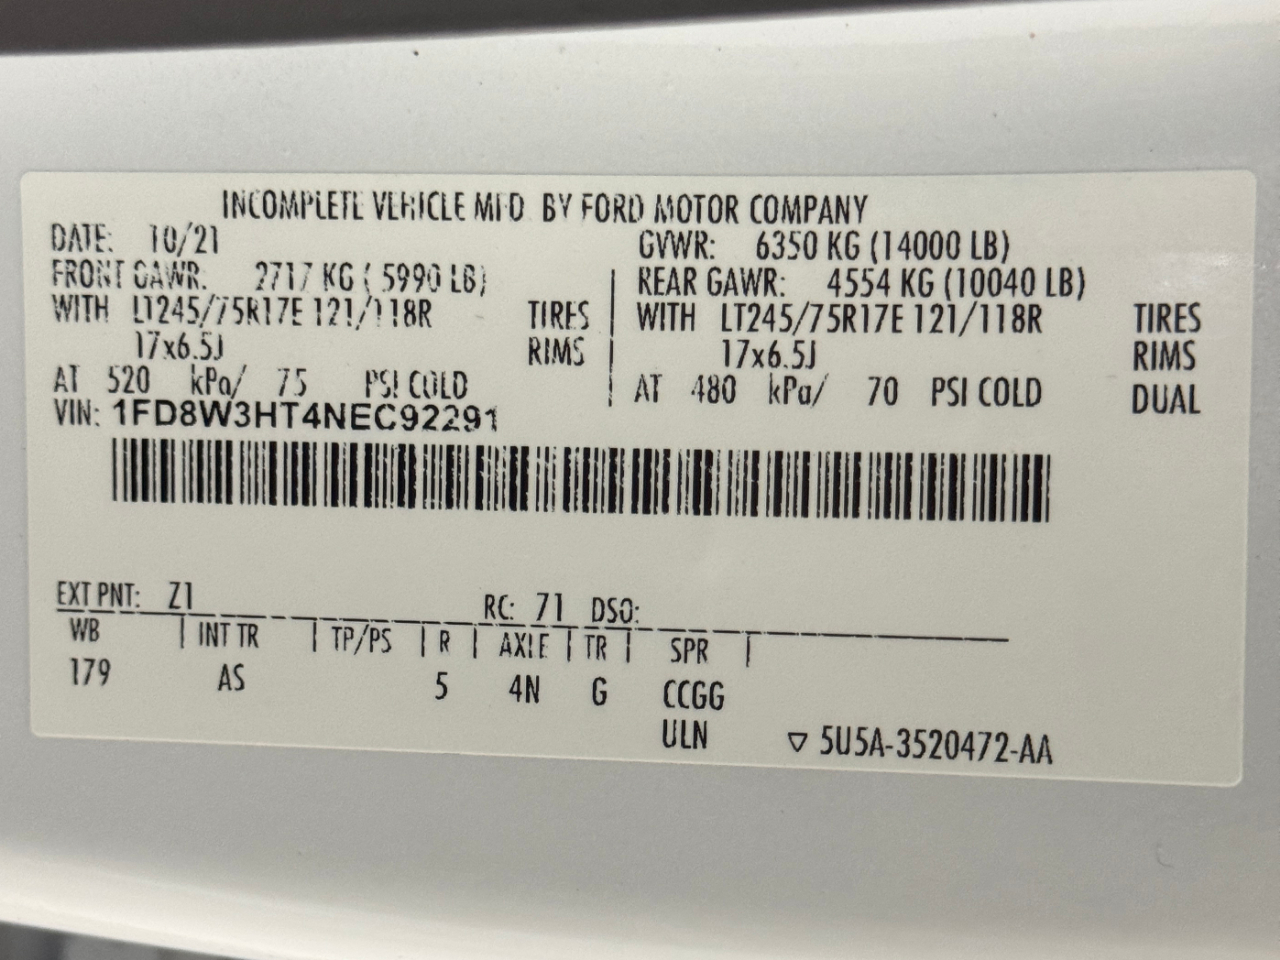 INCOMPLETE VEHICLE MFD BY FORD MOTOR COMPANY
DATE: 10/21 GVWR: 6350 KG (14000 LB)
FRONT GAWR: 2717 KG ( 5990 LB) REAR GAWR: 4554 KG (10040 LB)
WITH LT245/75R17E 121/118R TIRES WITH LT245/75R17E 121/118R TIRES
17x6.5J RIMS 17x6.5J RIMS
AT 520 kPa/ 75 PSI COLD AT 480 kPa/ 70 PSI COLD DUAL
VIN: 1FD8W3HT4NEC92291
EXT PNT: Z1 RC: 71 DSO:
WB INT TR TP/PS R AXLE TR SPR
179 AS 5 4N G CCGG
ULN ▽ 5U5A-3520472-AA